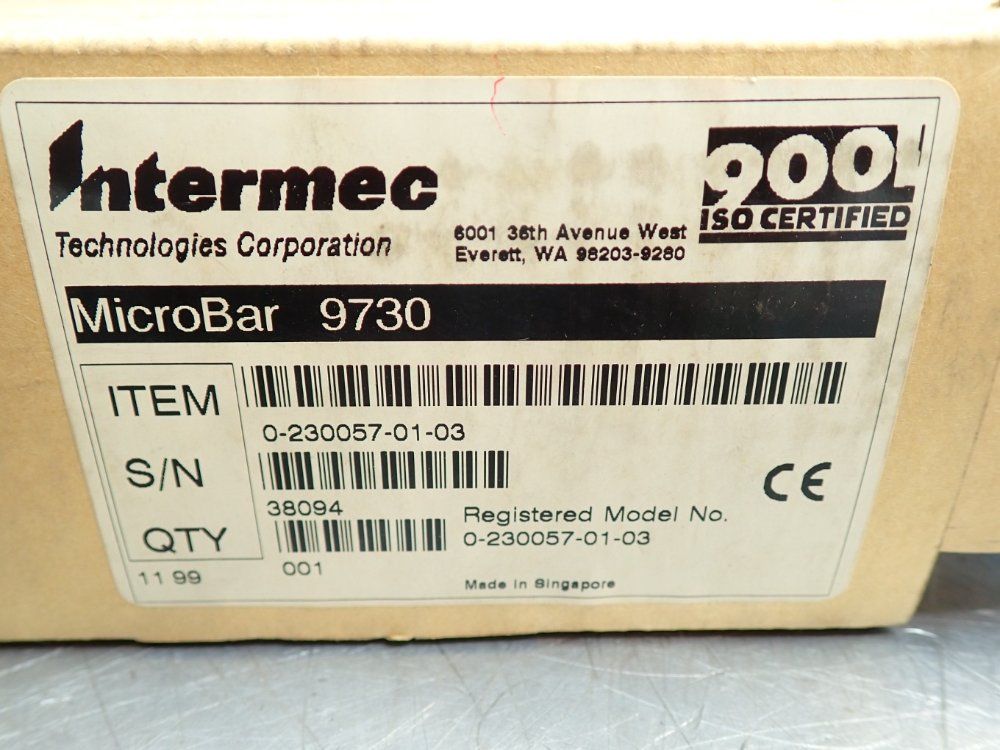 Intermec
Technologies Corporation
6001 36th Avenue West
Everett, WA 98203-9280
9001
ISO CERTIFIED
MicroBar 9730
ITEM
0-230057-01-03
S/N
38094
QTY
001
11 99
Registered Model No.
0-230057-01-03
CE
Made in Singapore